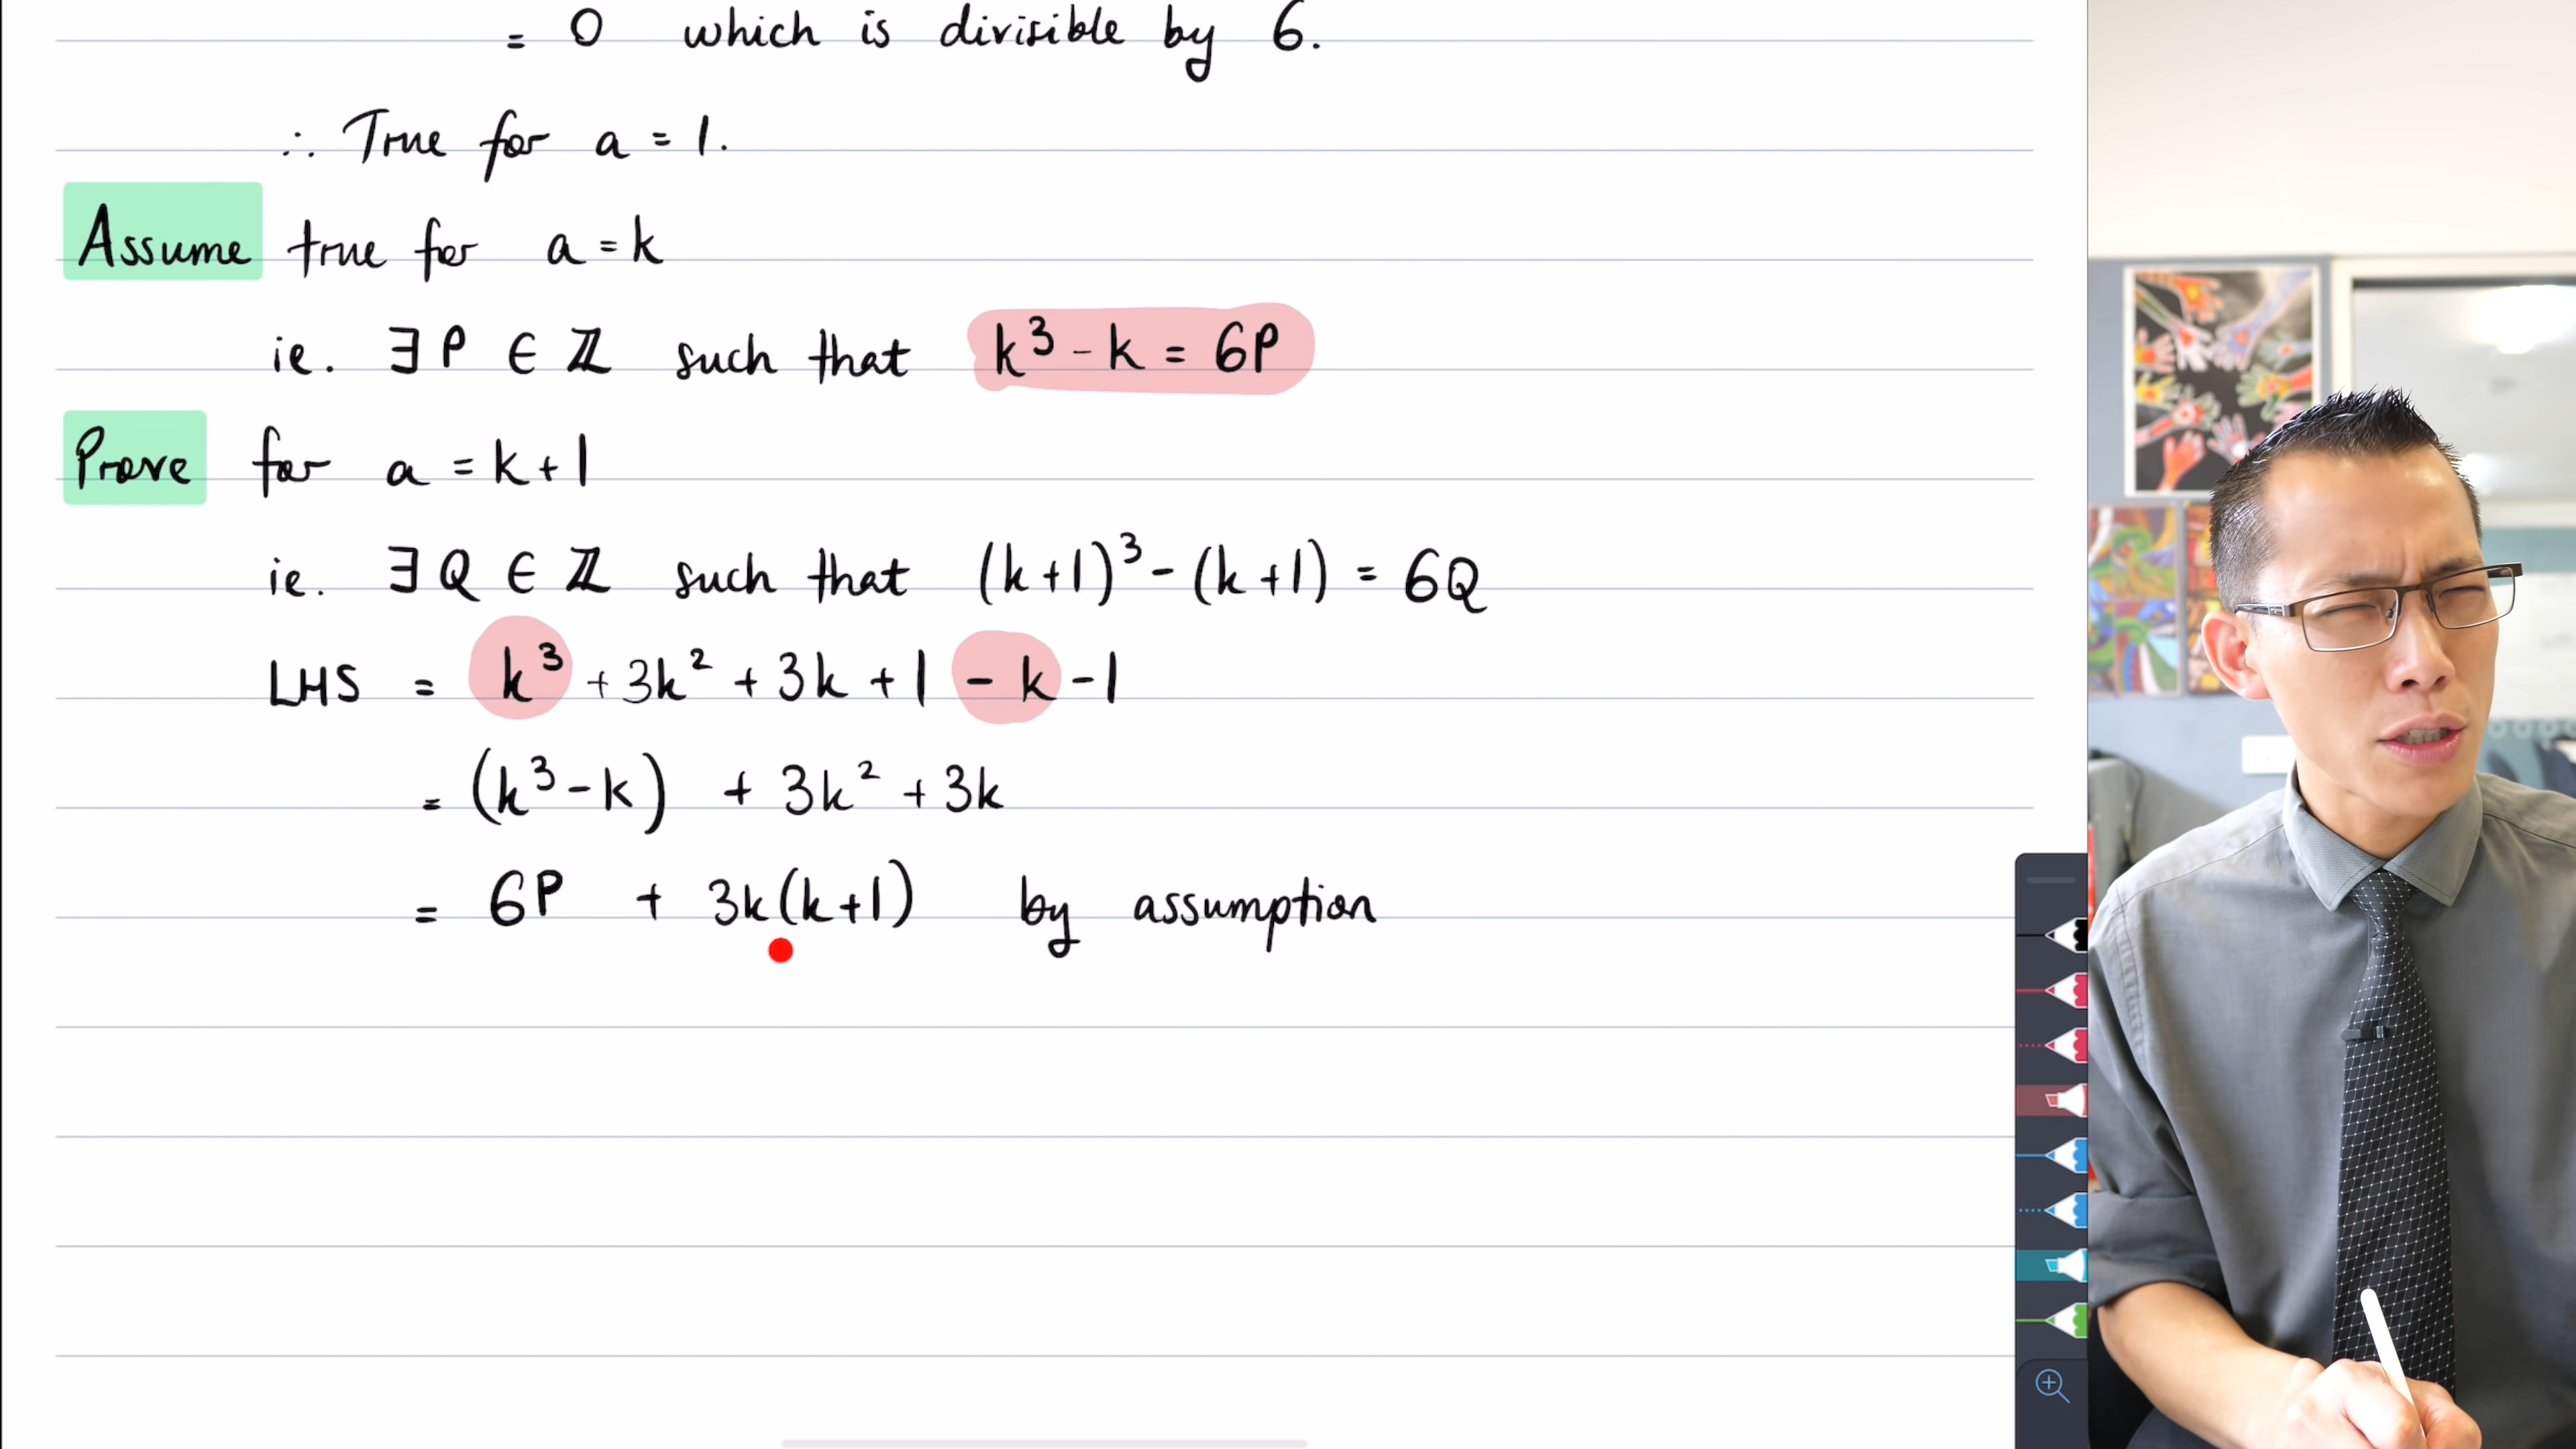 = 0 which is divisible by 6.
∴ True for a = 1.
Assume true for a = k
ie. ∃ P ∈ ℤ such that k³ - k = 6P
Prove for a = k + 1
ie. ∃ Q ∈ ℤ such that (k+1)³ - (k+1) = 6Q
LHS = k³ + 3k² + 3k + 1 - k - 1
= (k³ - k) + 3k² + 3k
= 6P + 3k(k+1) by assumption